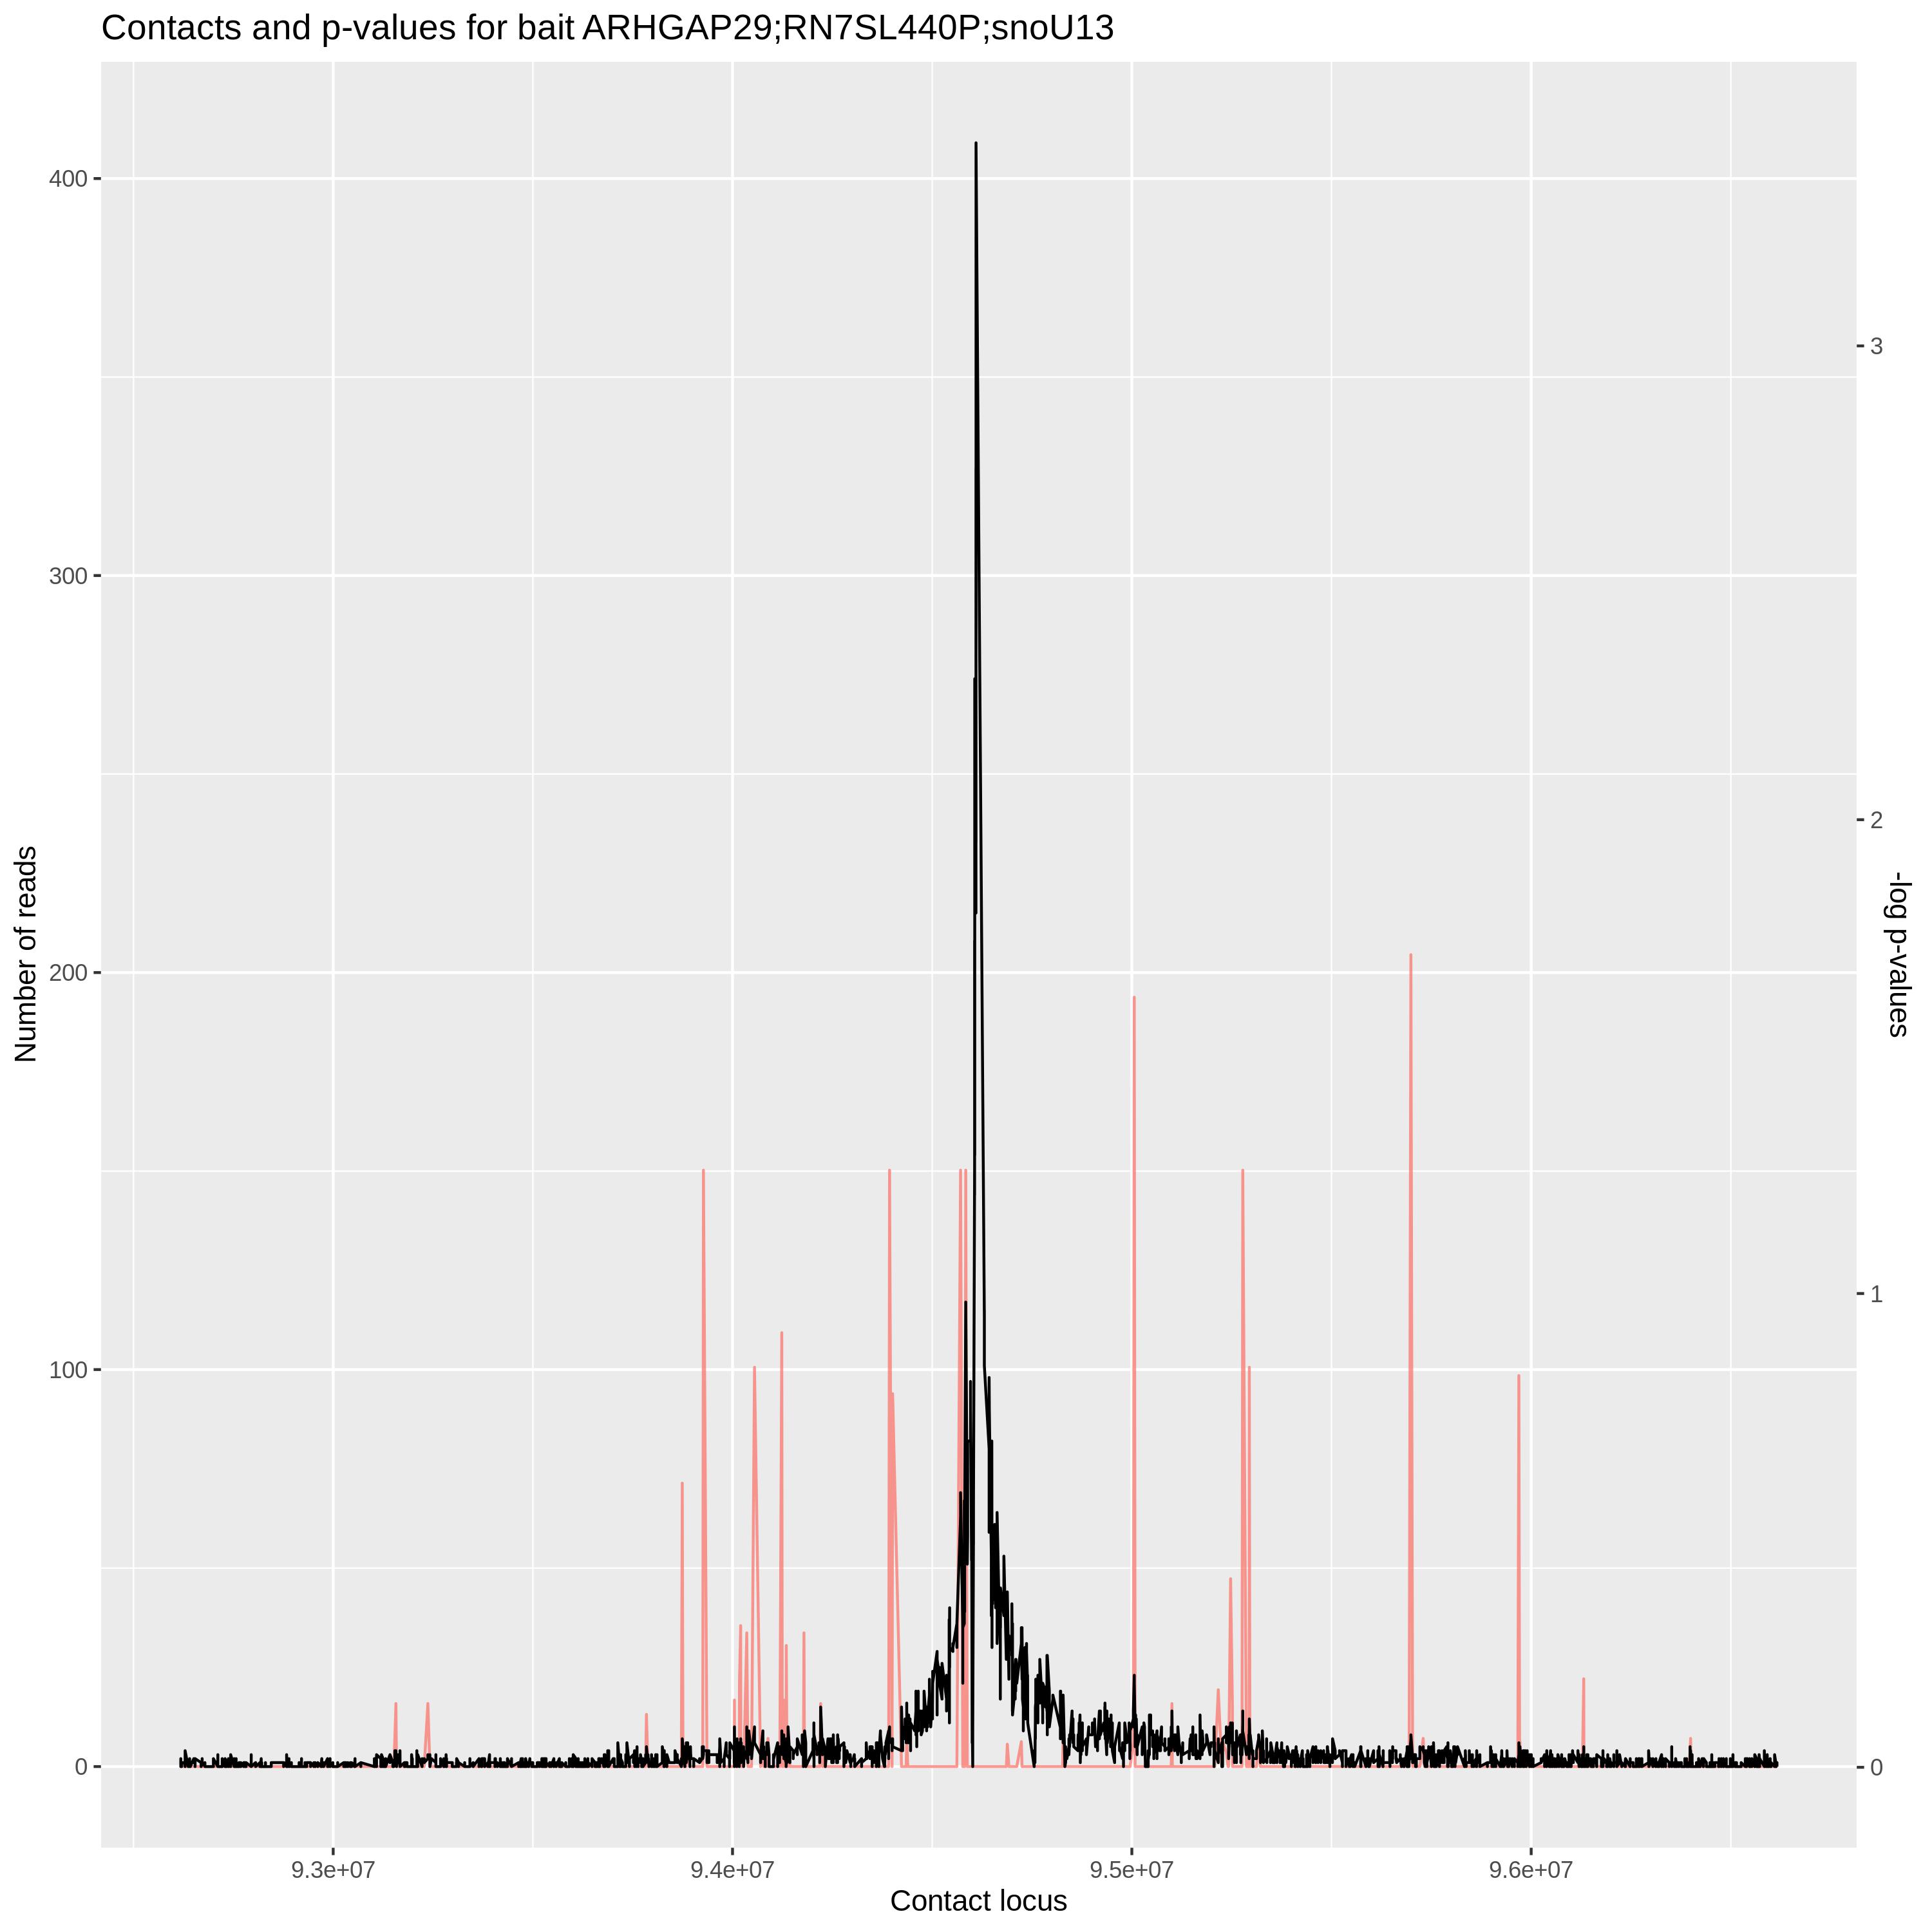 Contacts and p-values for bait ARHGAP29;RN7SL440P;snoU13
400
300
200
100
0
Number of reads
3
2
1
0
-log p-values
9.3e+07 9.4e+07 9.5e+07 9.6e+07
Contact locus